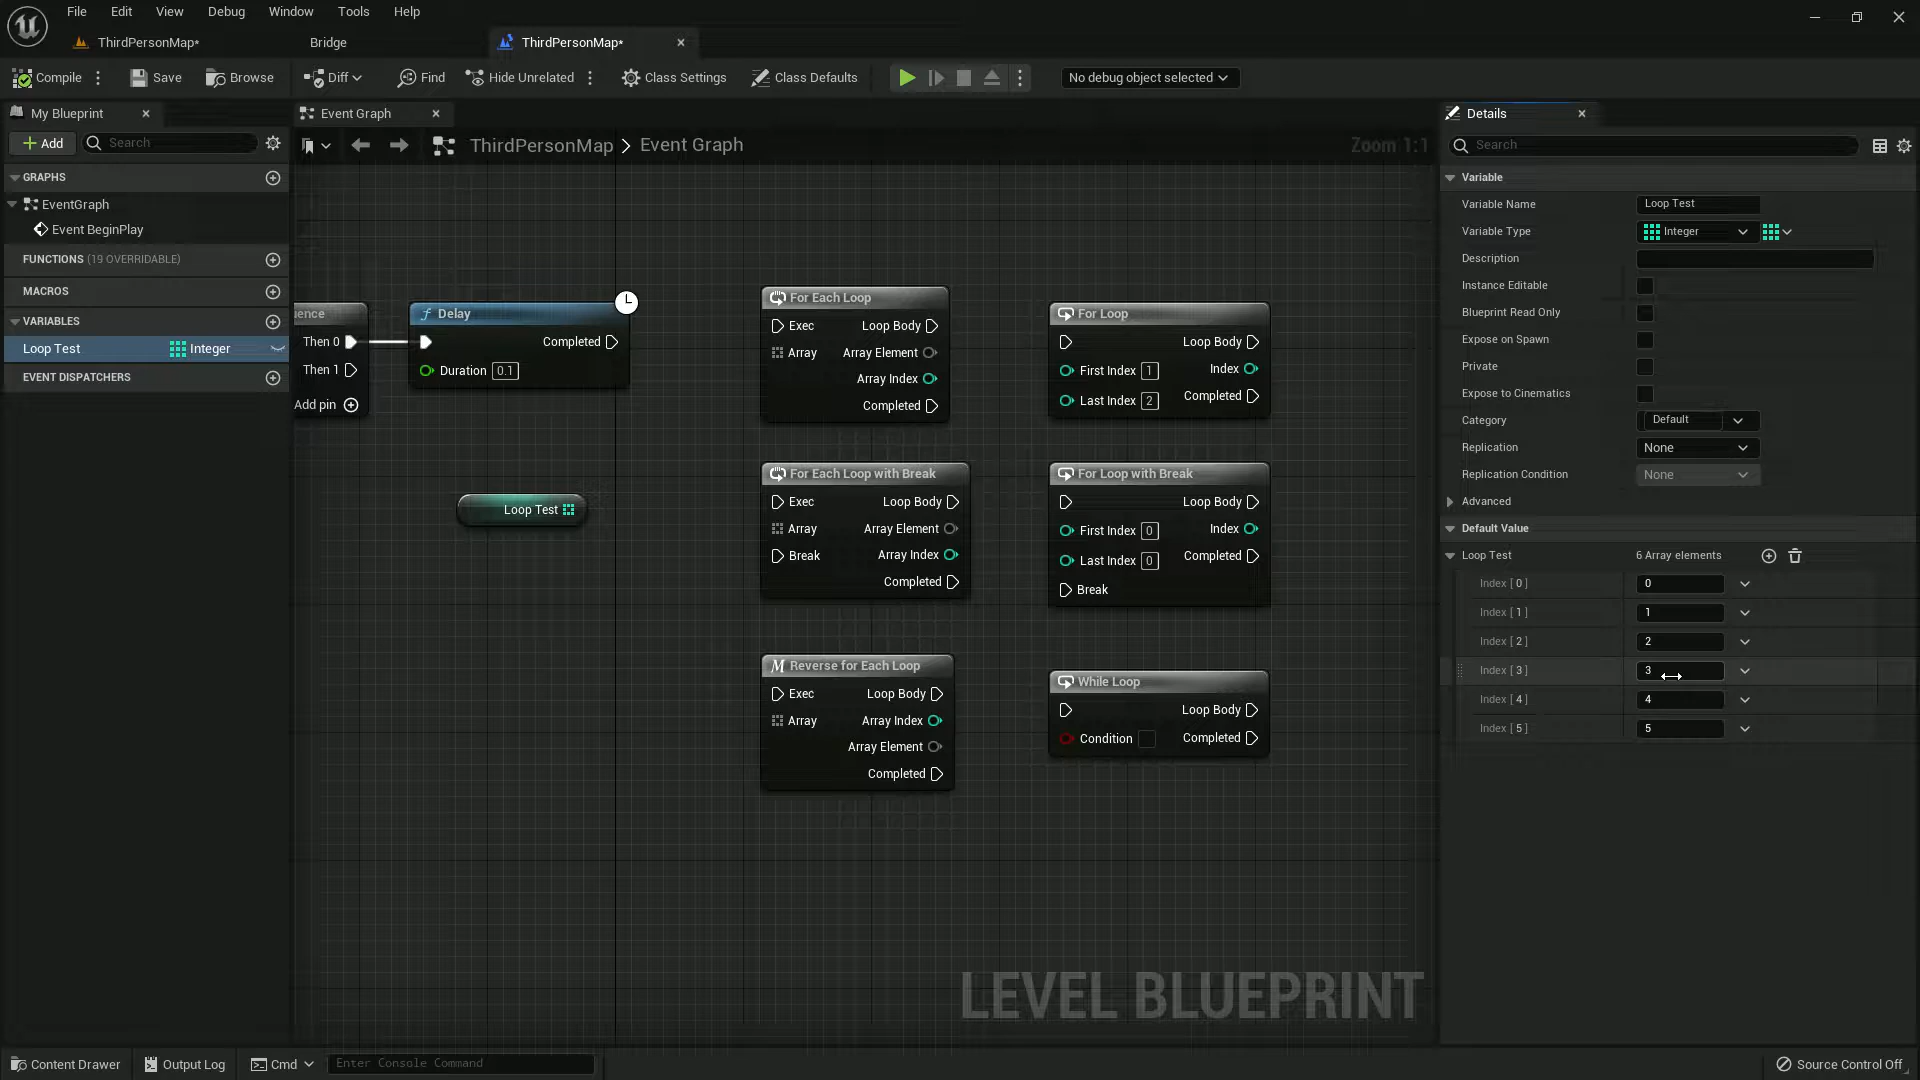 File Edit View Debug Window Tools Help
ThirdPersonMap* Bridge ThirdPersonMap*
Compile Save Browse Diff Find Hide Unrelated Class Settings Class Defaults No debug object selected
My Blueprint
Add Search
GRAPHS
EventGraph
Event BeginPlay
FUNCTIONS (19 OVERRIDABLE)
MACROS
VARIABLES
Loop Test Integer
EVENT DISPATCHERS
Event Graph
ThirdPersonMap > Event Graph Zoom 1:1
uence
Then 0
Then 1
Add pin
Delay
Completed
Duration 0.1
Loop Test
For Each Loop
Exec Loop Body
Array Array Element
Array Index
Completed
For Loop
Loop Body
First Index 1 Index
Last Index 2 Completed
For Each Loop with Break
Exec Loop Body
Array Array Element
Break Array Index
Completed
For Loop with Break
Loop Body
First Index 0 Index
Last Index 0 Completed
Break
M Reverse for Each Loop
Exec Loop Body
Array Array Index
Array Element
Completed
While Loop
Loop Body
Condition Completed
LEVEL BLUEPRINT
Details
Search
Variable
Variable Name Loop Test
Variable Type Integer
Description
Instance Editable
Blueprint Read Only
Expose on Spawn
Private
Expose to Cinematics
Category Default
Replication None
Replication Condition None
Advanced
Default Value
Loop Test 6 Array elements
Index [ 0 ] 0
Index [ 1 ] 1
Index [ 2 ] 2
Index [ 3 ] 3
Index [ 4 ] 4
Index [ 5 ] 5
Content Drawer Output Log Cmd Enter Console Command Source Control Off